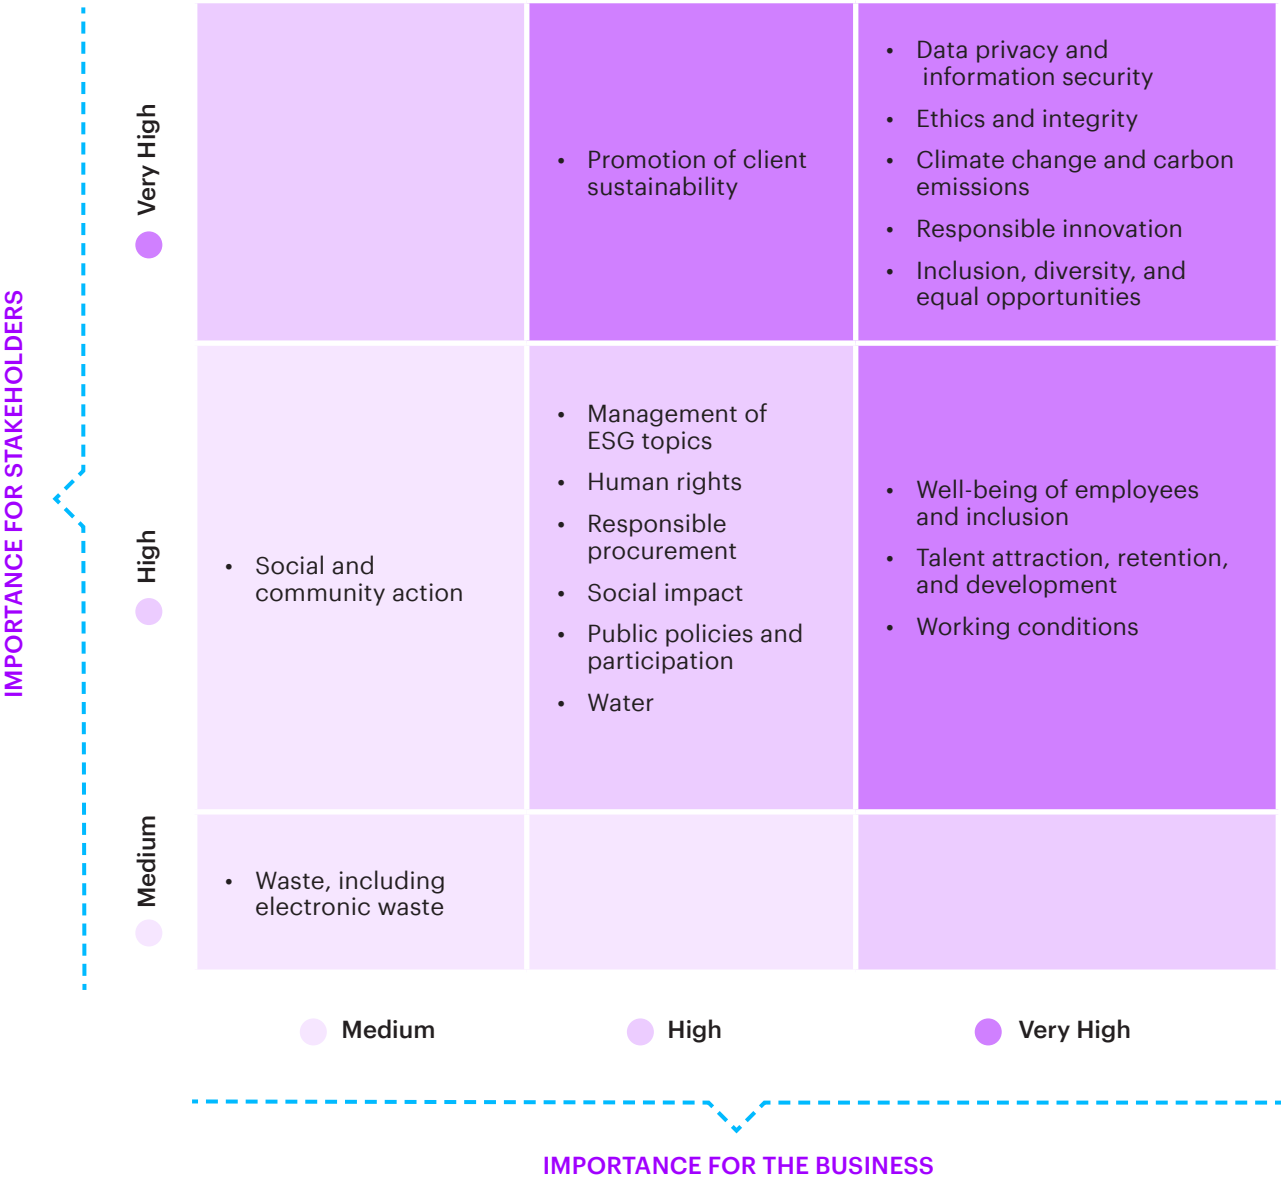 IMPORTANCE FOR STAKEHOLDERS
Very High
• Promotion of client
sustainability
• Data privacy and
information security
• Ethics and integrity
• Climate change and carbon
emissions
• Responsible innovation
• Inclusion, diversity, and
equal opportunities
High
• Social and
community action
• Management of
ESG topics
• Human rights
• Responsible
procurement
• Social impact
• Public policies and
participation
• Water
• Well-being of employees
and inclusion
• Talent attraction, retention,
and development
• Working conditions
Medium
• Waste, including
electronic waste
Medium
High
Very High
IMPORTANCE FOR THE BUSINESS